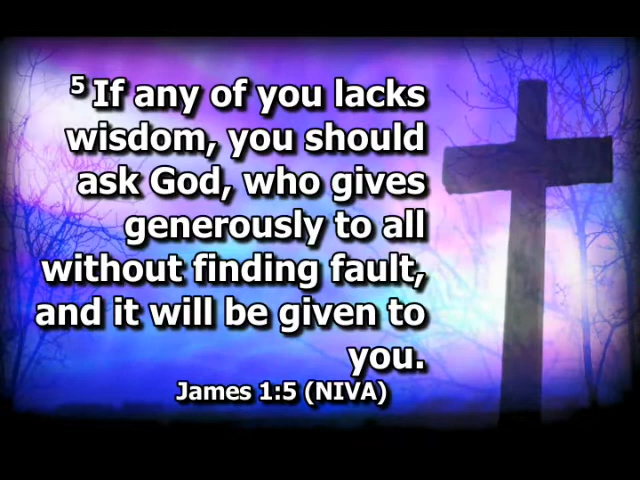 5 If any of you lacks
wisdom, you should
ask God, who gives
generously to all
without finding fault,
and it will be given to
you.
James 1:5 (NIVA)